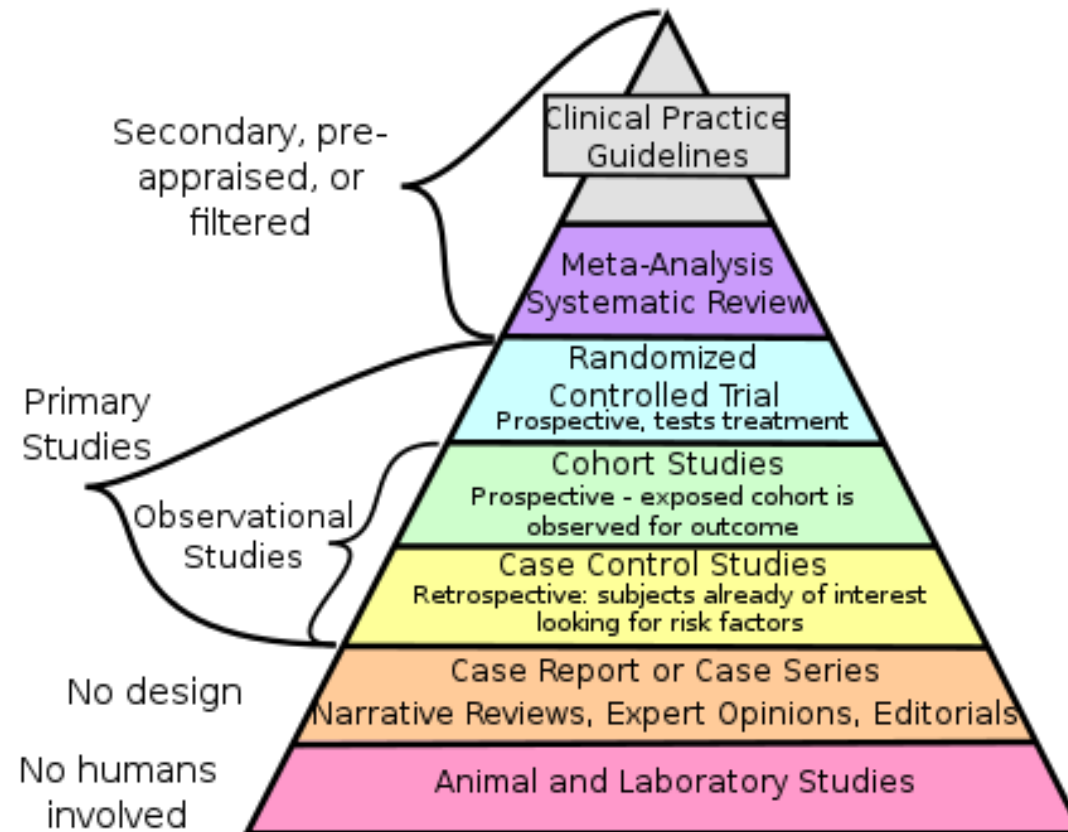 Clinical Practice
Guidelines
Secondary, pre-
appraised, or
filtered
Meta-Analysis
Systematic Review
Randomized
Controlled Trial
Prospective, tests treatment
Primary
Studies
Cohort Studies
Prospective - exposed cohort is
observed for outcome
Observational
Studies
Case Control Studies
Retrospective: subjects already of interest
looking for risk factors
No design
Case Report or Case Series
Narrative Reviews, Expert Opinions, Editorials
No humans
involved
Animal and Laboratory Studies